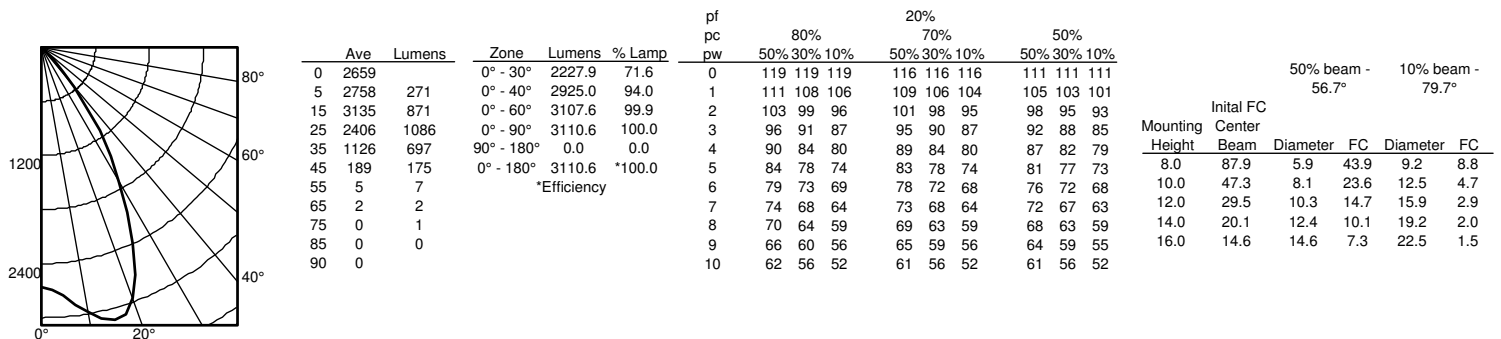 1200
2400
0°
20°
40°
60°
80°
Ave Lumens
0 2659
5 2758 271
15 3135 871
25 2406 1086
35 1126 697
45 189 175
55 5 7
65 2 2
75 0 1
85 0 0
90 0
Zone Lumens % Lamp
0° - 30° 2227.9 71.6
0° - 40° 2925.0 94.0
0° - 60° 3107.6 99.9
0° - 90° 3110.6 100.0
90° - 180° 0.0 0.0
0° - 180° 3110.6 *100.0
*Efficiency
pf 20%
pc 80% 70% 50%
pw 50% 30% 10% 50% 30% 10% 50% 30% 10%
0 119 119 119 116 116 116 111 111 111
1 111 108 106 109 106 104 105 103 101
2 103 99 96 101 98 95 98 95 93
3 96 91 87 95 90 87 92 88 85
4 90 84 80 89 84 80 87 82 79
5 84 78 74 83 78 74 81 77 73
6 79 73 69 78 72 68 76 72 68
7 74 68 64 73 68 64 72 67 63
8 70 64 59 69 63 59 68 63 59
9 66 60 56 65 59 56 64 59 55
10 62 56 52 61 56 52 61 56 52
50% beam - 10% beam -
56.7° 79.7°
Inital FC
Mounting Center
Height Beam Diameter FC Diameter FC
8.0 87.9 5.9 43.9 9.2 8.8
10.0 47.3 8.1 23.6 12.5 4.7
12.0 29.5 10.3 14.7 15.9 2.9
14.0 20.1 12.4 10.1 19.2 2.0
16.0 14.6 14.6 7.3 22.5 1.5